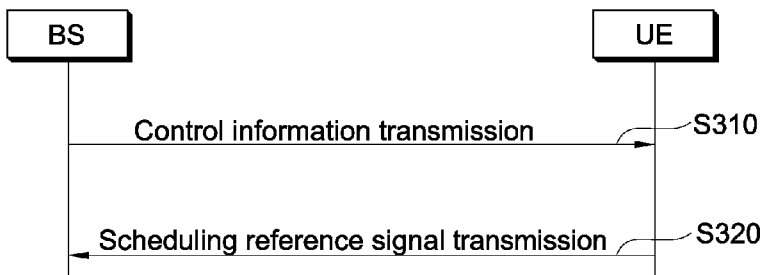 BS
UE
Control information transmission
S310
Scheduling reference signal transmission
S320